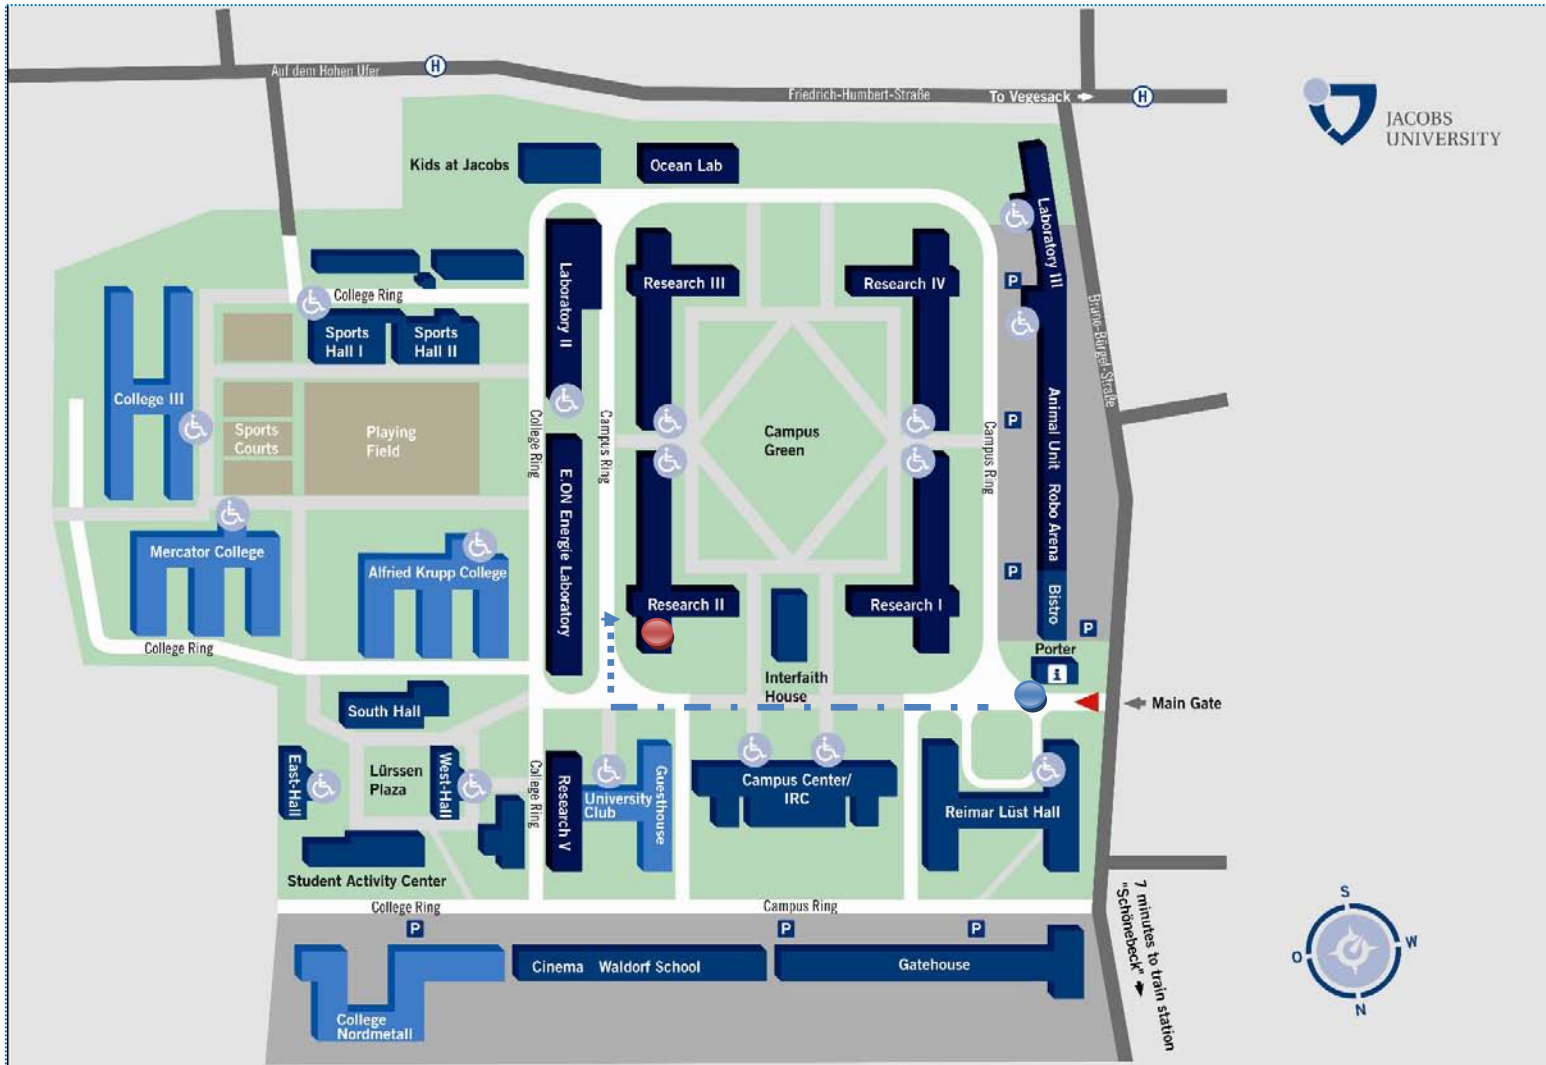 Auf dem Hohen Ufer
H
Friedrich-Humbert-Straße
To Vegesack
H
JACOBS
UNIVERSITY
Kids at Jacobs
Ocean Lab
Laboratory III
Laboratory II
Research III
Research IV
P
College Ring
Sports
Hall I
Sports
Hall II
Bruno-Bürgel-Straße
College III
Sports
Courts
Playing
Field
College Ring
Campus Ring
Campus
Green
Campus Ring
P
Animal Unit
Robo Arena
Mercator College
Alfried Krupp College
E.ON Energie Laboratory
P
Bistro
Research II
Research I
P
College Ring
Porter
i
Interfaith
House
Main Gate
South Hall
East-Hall
Lürssen
Plaza
West-Hall
College Ring
Research V
University
Club
Guesthouse
Campus Center/
IRC
Reimar Lüst Hall
Student Activity Center
College Ring
Campus Ring
P
P
P
7 minutes to train station
"Schönebeck"
Cinema
Waldorf School
Gatehouse
College
Nordmetall
S
W
O
N